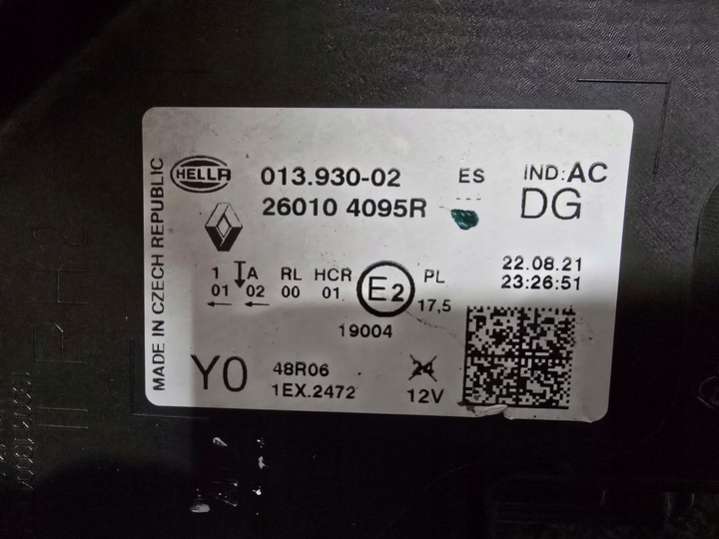 MADE IN CZECH REPUBLIC
HELLA 013.930-02 ES IND:AC
26010 4095R DG
1 A RL HCR E2 PL 22.08.21
01 02 00 01 17,5 23:26:51
19004
Y0 48R06 24
1EX.2472 12V